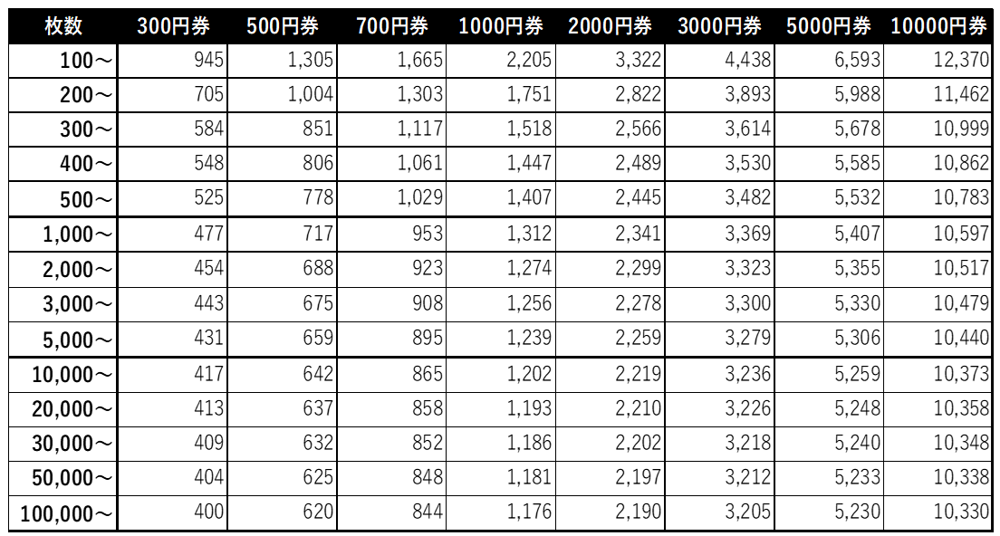 枚数 300円券 500円券 700円券 1000円券 2000円券 3000円券 5000円券 10000円券
100～ 945 1,305 1,665 2,205 3,322 4,438 6,593 12,370
200～ 705 1,004 1,303 1,751 2,822 3,893 5,988 11,462
300～ 584 851 1,117 1,518 2,566 3,614 5,678 10,999
400～ 548 806 1,061 1,447 2,489 3,530 5,585 10,862
500～ 525 778 1,029 1,407 2,445 3,482 5,532 10,783
1,000～ 477 717 953 1,312 2,341 3,369 5,407 10,597
2,000～ 454 688 923 1,274 2,299 3,323 5,355 10,517
3,000～ 443 675 908 1,256 2,278 3,300 5,330 10,479
5,000～ 431 659 895 1,239 2,259 3,279 5,306 10,440
10,000～ 417 642 865 1,202 2,219 3,236 5,259 10,373
20,000～ 413 637 858 1,193 2,210 3,226 5,248 10,358
30,000～ 409 632 852 1,186 2,202 3,218 5,240 10,348
50,000～ 404 625 848 1,181 2,197 3,212 5,233 10,338
100,000～ 400 620 844 1,176 2,190 3,205 5,230 10,330